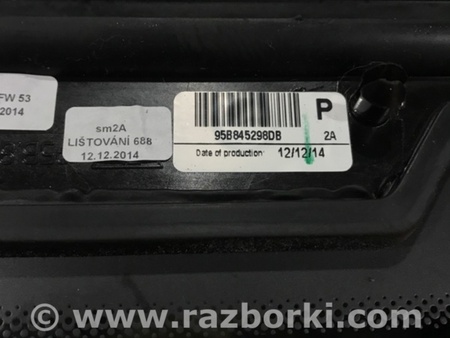 FW 53
2014
sm2A
LIŠTOVÁNÍ 688
12.12.2014
P
95B845298DB
2A
Date of production: 12/12/14
www.razborki.com